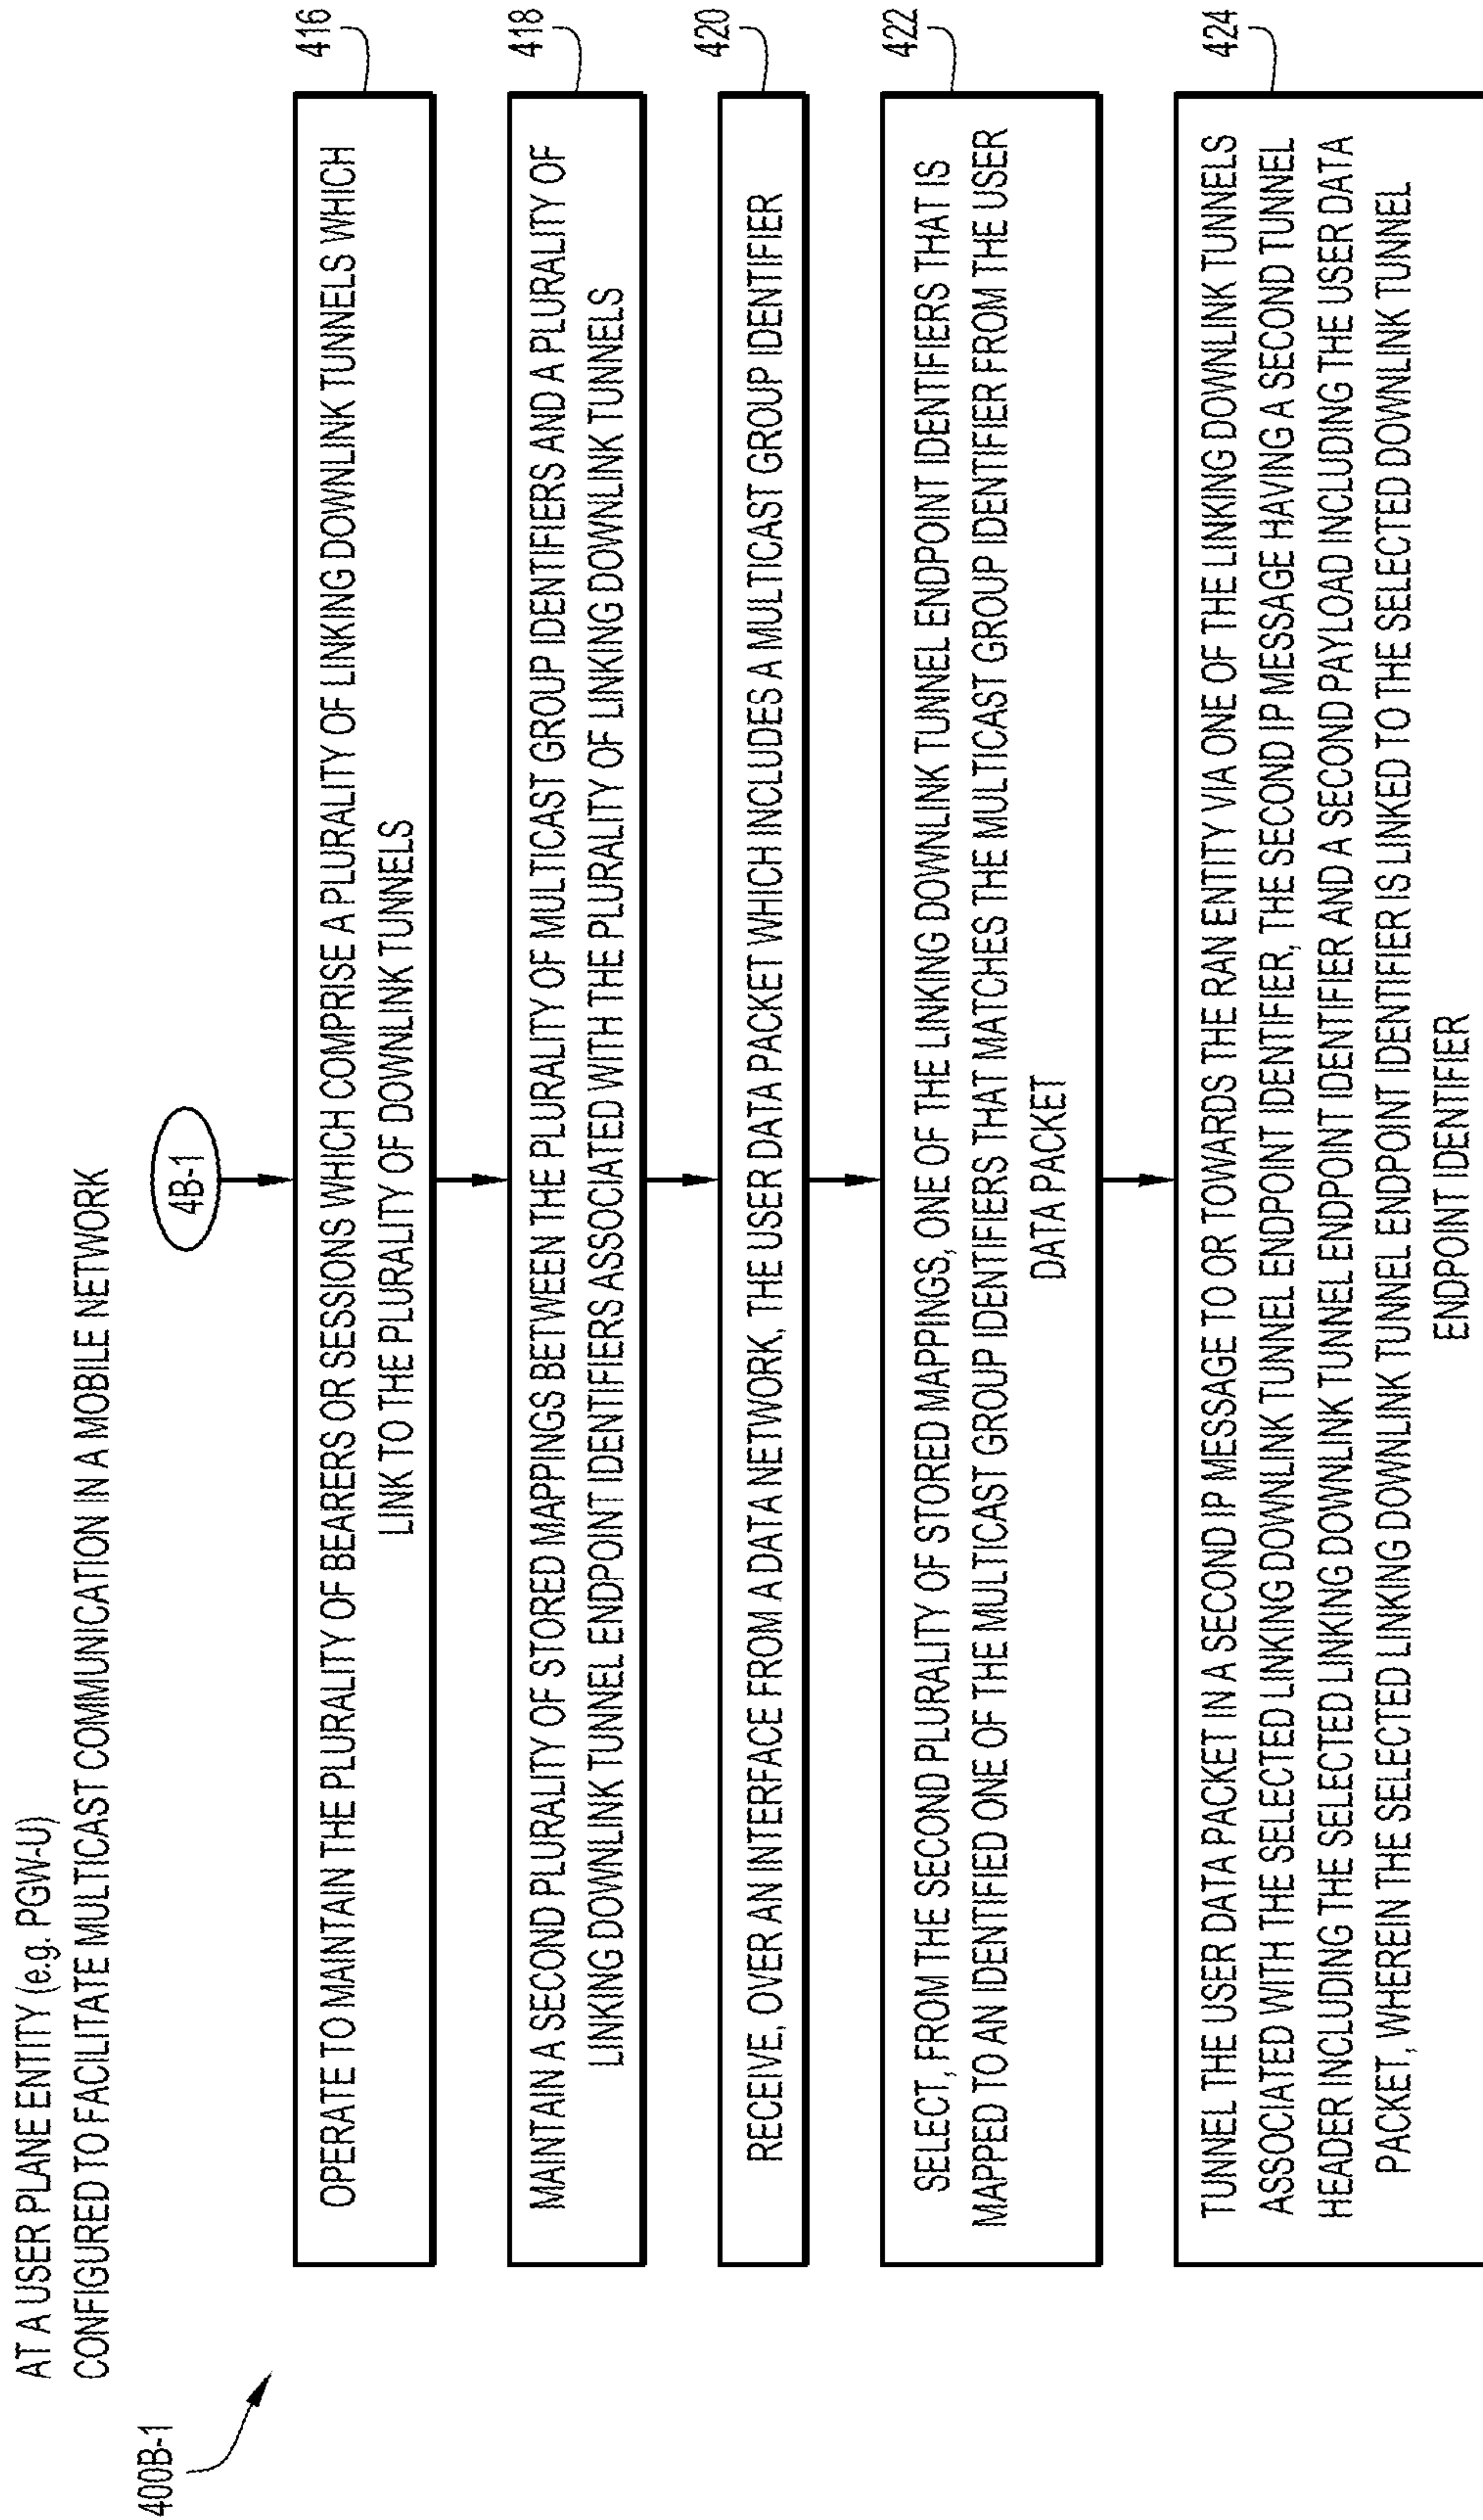 AT A USER PLANE ENTITY (e.g. PGW-U)
CONFIGURED TO FACILITATE MULTICAST COMMUNICATION IN A MOBILE NETWORK
400B-1
4B-1
416
OPERATE TO MAINTAIN THE PLURALITY OF BEARERS OR SESSIONS WHICH COMPRISE A PLURALITY OF LINKING DOWNLINK TUNNELS WHICH
LINK TO THE PLURALITY OF DOWNLINK TUNNELS
418
MAINTAIN A SECOND PLURALITY OF STORED MAPPINGS BETWEEN THE PLURALITY OF MULTICAST GROUP IDENTIFIERS AND A PLURALITY OF
LINKING DOWNLINK TUNNEL ENDPOINT IDENTIFIERS ASSOCIATED WITH THE PLURALITY OF LINKING DOWNLINK TUNNELS
420
RECEIVE, OVER AN INTERFACE FROM A DATA NETWORK, THE USER DATA PACKET WHICH INCLUDES A MULTICAST GROUP IDENTIFIER
422
SELECT, FROM THE SECOND PLURALITY OF STORED MAPPINGS, ONE OF THE LINKING DOWNLINK TUNNEL ENDPOINT IDENTIFIERS THAT IS
MAPPED TO AN IDENTIFIED ONE OF THE MULTICAST GROUP IDENTIFIERS THAT MATCHES THE MULTICAST GROUP IDENTIFIER FROM THE USER
DATA PACKET
424
TUNNEL THE USER DATA PACKET IN A SECOND IP MESSAGE TO OR TOWARDS THE RAN ENTITY VIA ONE OF THE LINKING DOWNLINK TUNNELS
ASSOCIATED WITH THE SELECTED LINKING DOWNLINK TUNNEL ENDPOINT IDENTIFIER, THE SECOND IP MESSAGE HAVING A SECOND TUNNEL
HEADER INCLUDING THE SELECTED LINKING DOWNLINK TUNNEL ENDPOINT IDENTIFIER AND A SECOND PAYLOAD INCLUDING THE USER DATA
PACKET, WHEREIN THE SELECTED LINKING DOWNLINK TUNNEL ENDPOINT IDENTIFIER IS LINKED TO THE SELECTED DOWNLINK TUNNEL
ENDPOINT IDENTIFIER